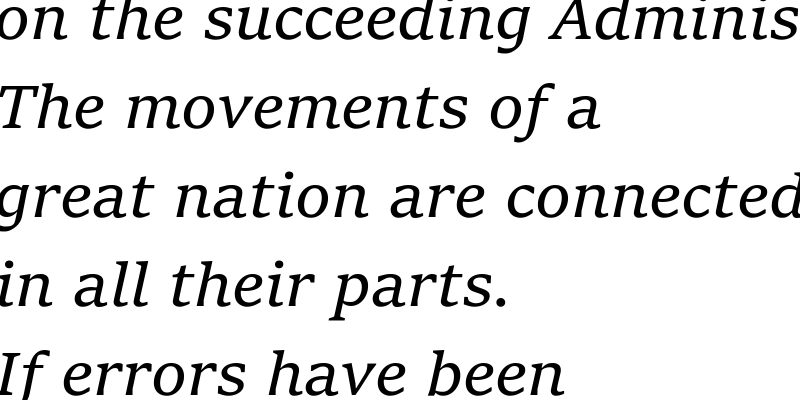 on the succeeding Adminis
The movements of a
great nation are connected
in all their parts.
If errors have been